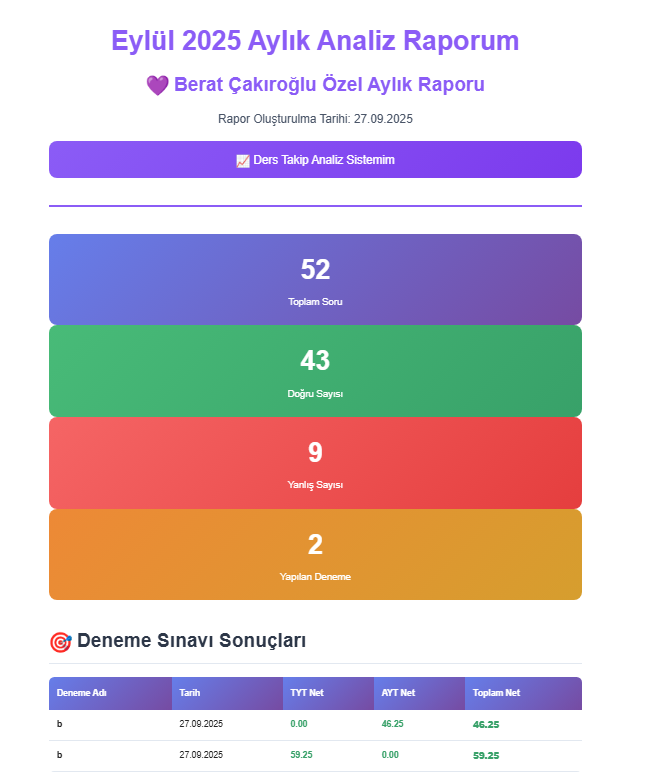 Eylül 2025 Aylık Analiz Raporum
💜 Berat Çakıroğlu Özel Aylık Raporu
Rapor Oluşturulma Tarihi: 27.09.2025
📈 Ders Takip Analiz Sistemim
52
Toplam Soru
43
Doğru Sayısı
9
Yanlış Sayısı
2
Yapılan Deneme
🎯 Deneme Sınavı Sonuçları
Deneme Adı Tarih TYT Net AYT Net Toplam Net
b 27.09.2025 0.00 46.25 46.25
b 27.09.2025 59.25 0.00 59.25